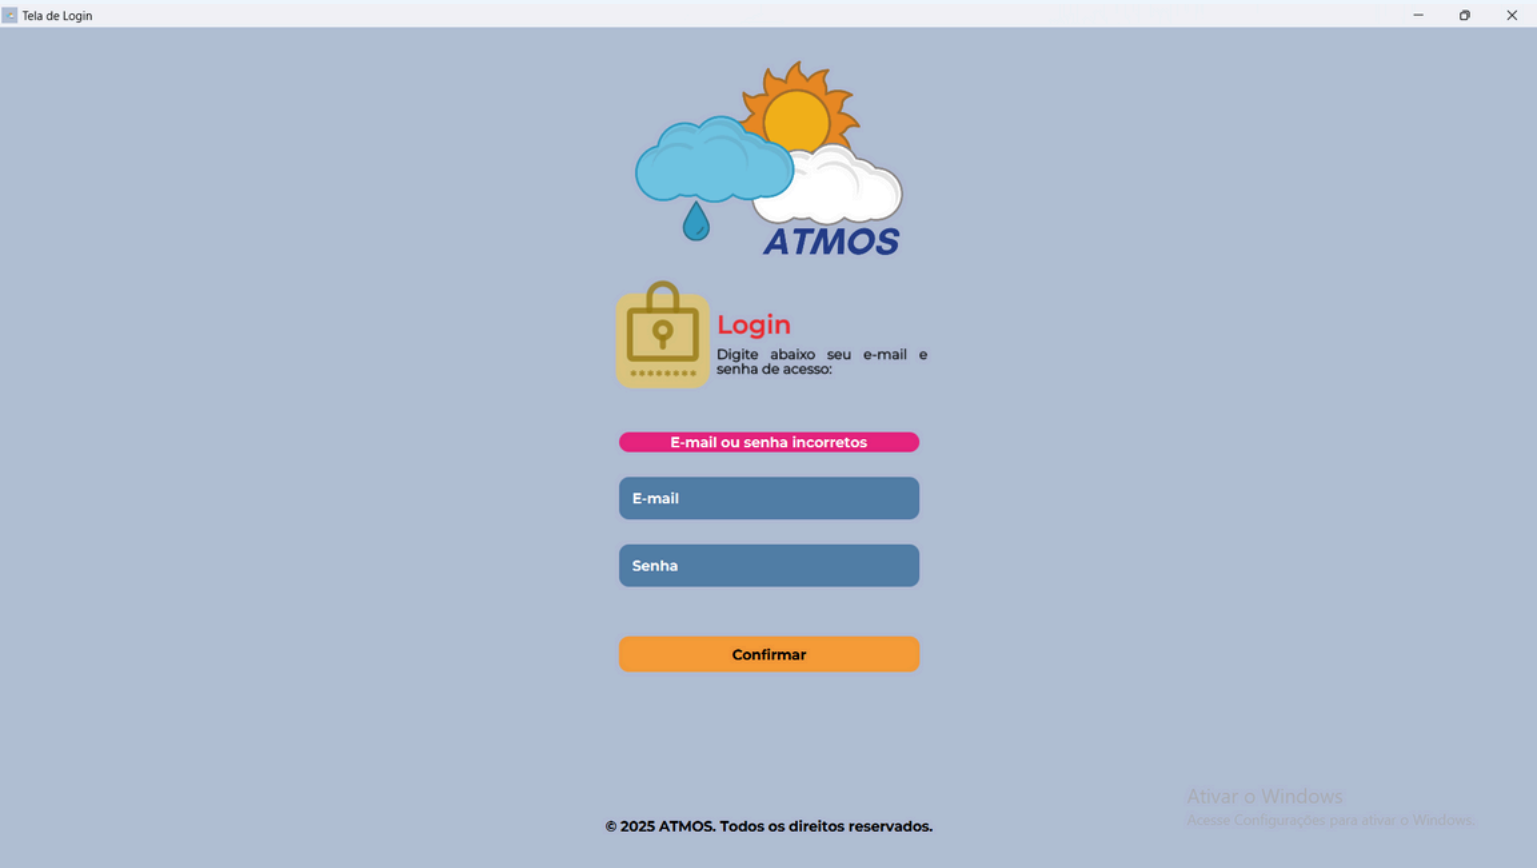 Tela de Login
ATMOS
Login
Digite abaixo seu e-mail e
senha de acesso:
E-mail ou senha incorretos
E-mail
Senha
Confirmar
Ativar o Windows
Acesse Configurações para ativar o Windows.
© 2025 ATMOS. Todos os direitos reservados.